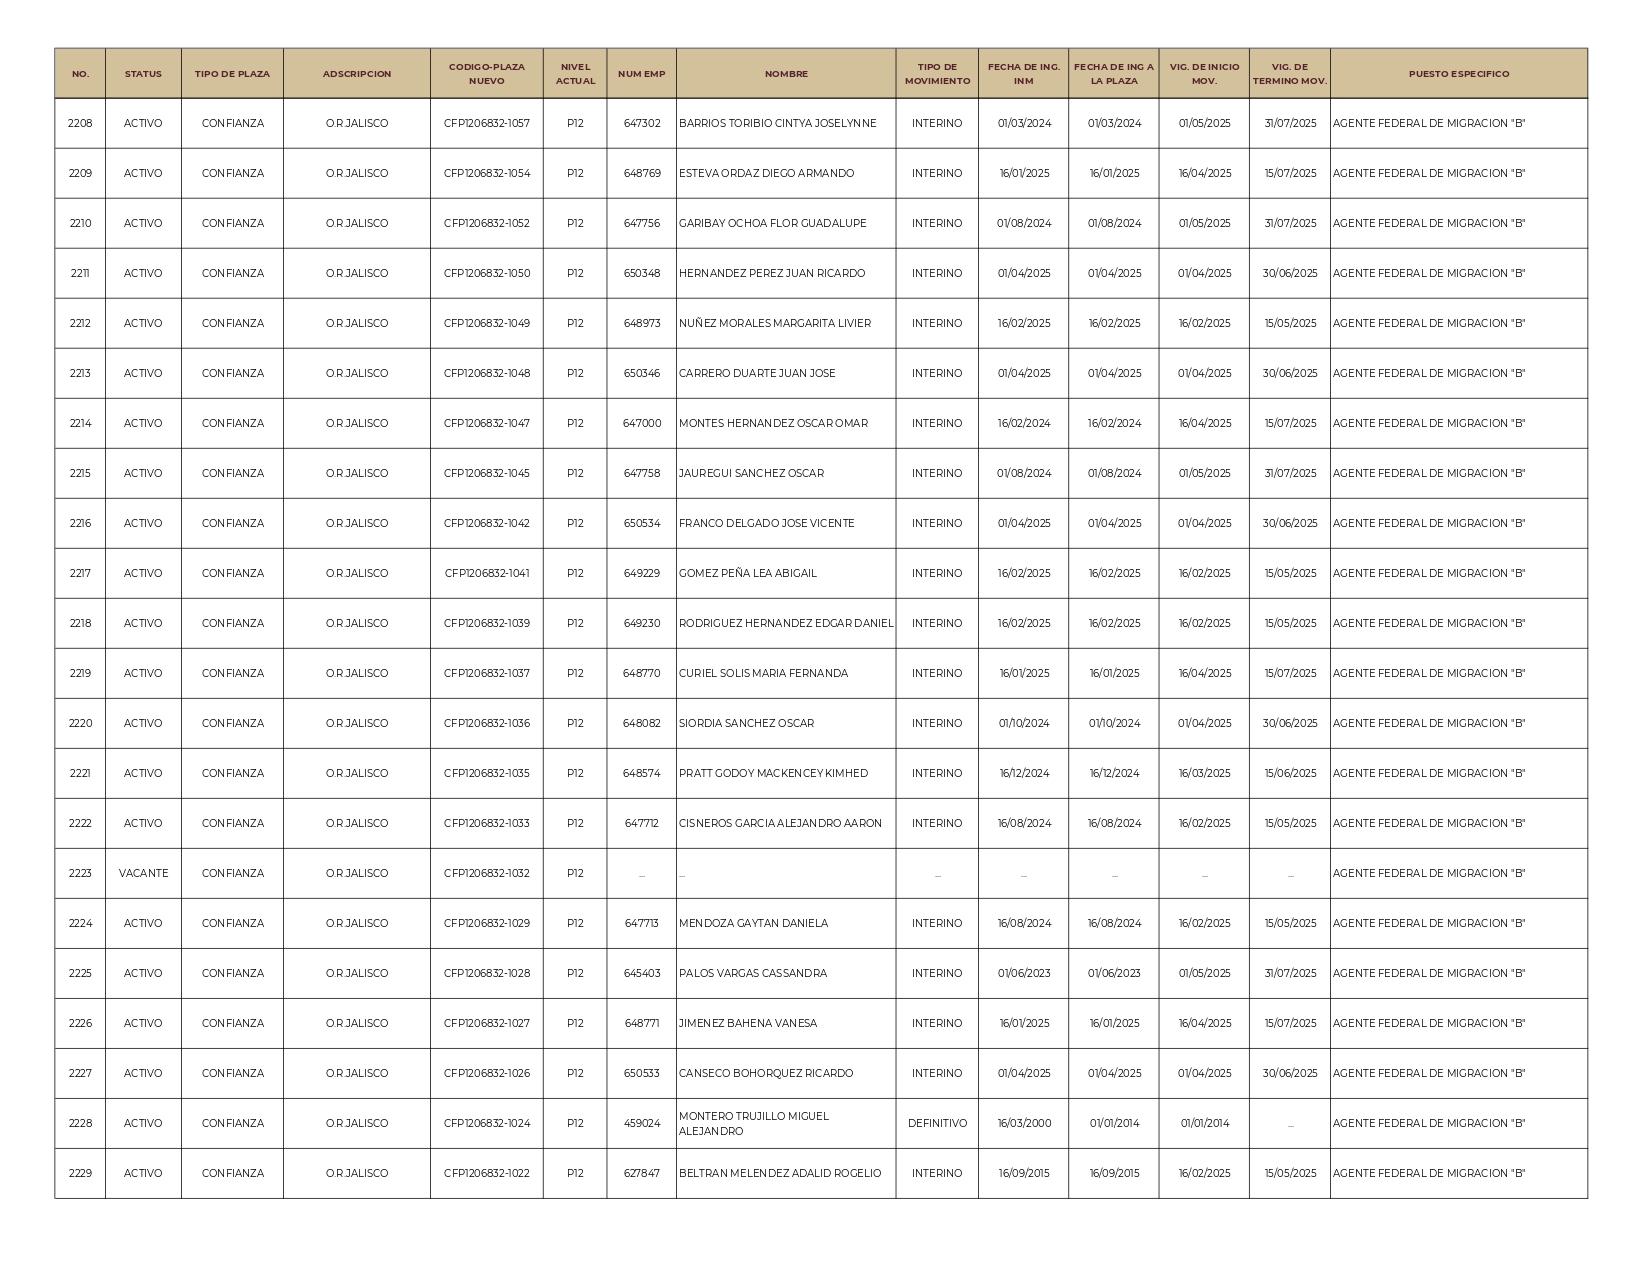 NO. STATUS TIPO DE PLAZA ADSCRIPCION CODIGO-PLAZA NUEVO NIVEL ACTUAL NUM EMP NOMBRE TIPO DE MOVIMIENTO FECHA DE ING. INM FECHA DE ING A LA PLAZA VIG. DE INICIO MOV. VIG. DE TERMINO MOV. PUESTO ESPECIFICO
2208 ACTIVO CONFIANZA O.R.JALISCO CFP1206832-1057 P12 647302 BARRIOS TORIBIO CINTYA JOSELYNNE INTERINO 01/03/2024 01/03/2024 01/05/2025 31/07/2025 AGENTE FEDERAL DE MIGRACION "B"
2209 ACTIVO CONFIANZA O.R.JALISCO CFP1206832-1054 P12 648769 ESTEVA ORDAZ DIEGO ARMANDO INTERINO 16/01/2025 16/01/2025 16/04/2025 15/07/2025 AGENTE FEDERAL DE MIGRACION "B"
2210 ACTIVO CONFIANZA O.R.JALISCO CFP1206832-1052 P12 647756 GARIBAY OCHOA FLOR GUADALUPE INTERINO 01/08/2024 01/08/2024 01/05/2025 31/07/2025 AGENTE FEDERAL DE MIGRACION "B"
2211 ACTIVO CONFIANZA O.R.JALISCO CFP1206832-1050 P12 650348 HERNANDEZ PEREZ JUAN RICARDO INTERINO 01/04/2025 01/04/2025 01/04/2025 30/06/2025 AGENTE FEDERAL DE MIGRACION "B"
2212 ACTIVO CONFIANZA O.R.JALISCO CFP1206832-1049 P12 648973 NUÑEZ MORALES MARGARITA LIVIER INTERINO 16/02/2025 16/02/2025 16/02/2025 15/05/2025 AGENTE FEDERAL DE MIGRACION "B"
2213 ACTIVO CONFIANZA O.R.JALISCO CFP1206832-1048 P12 650346 CARRERO DUARTE JUAN JOSE INTERINO 01/04/2025 01/04/2025 01/04/2025 30/06/2025 AGENTE FEDERAL DE MIGRACION "B"
2214 ACTIVO CONFIANZA O.R.JALISCO CFP1206832-1047 P12 647000 MONTES HERNANDEZ OSCAR OMAR INTERINO 16/02/2024 16/02/2024 16/04/2025 15/07/2025 AGENTE FEDERAL DE MIGRACION "B"
2215 ACTIVO CONFIANZA O.R.JALISCO CFP1206832-1045 P12 647758 JAUREGUI SANCHEZ OSCAR INTERINO 01/08/2024 01/08/2024 01/05/2025 31/07/2025 AGENTE FEDERAL DE MIGRACION "B"
2216 ACTIVO CONFIANZA O.R.JALISCO CFP1206832-1042 P12 650534 FRANCO DELGADO JOSE VICENTE INTERINO 01/04/2025 01/04/2025 01/04/2025 30/06/2025 AGENTE FEDERAL DE MIGRACION "B"
2217 ACTIVO CONFIANZA O.R.JALISCO CFP1206832-1041 P12 649229 GOMEZ PEÑA LEA ABIGAIL INTERINO 16/02/2025 16/02/2025 16/02/2025 15/05/2025 AGENTE FEDERAL DE MIGRACION "B"
2218 ACTIVO CONFIANZA O.R.JALISCO CFP1206832-1039 P12 649230 RODRIGUEZ HERNANDEZ EDGAR DANIEL INTERINO 16/02/2025 16/02/2025 16/02/2025 15/05/2025 AGENTE FEDERAL DE MIGRACION "B"
2219 ACTIVO CONFIANZA O.R.JALISCO CFP1206832-1037 P12 648770 CURIEL SOLIS MARIA FERNANDA INTERINO 16/01/2025 16/01/2025 16/04/2025 15/07/2025 AGENTE FEDERAL DE MIGRACION "B"
2220 ACTIVO CONFIANZA O.R.JALISCO CFP1206832-1036 P12 648082 SIORDIA SANCHEZ OSCAR INTERINO 01/10/2024 01/10/2024 01/04/2025 30/06/2025 AGENTE FEDERAL DE MIGRACION "B"
2221 ACTIVO CONFIANZA O.R.JALISCO CFP1206832-1035 P12 648574 PRATT GODOY MACKENCEY KIMHED INTERINO 16/12/2024 16/12/2024 16/03/2025 15/06/2025 AGENTE FEDERAL DE MIGRACION "B"
2222 ACTIVO CONFIANZA O.R.JALISCO CFP1206832-1033 P12 647712 CISNEROS GARCIA ALEJANDRO AARON INTERINO 16/08/2024 16/08/2024 16/02/2025 15/05/2025 AGENTE FEDERAL DE MIGRACION "B"
2223 VACANTE CONFIANZA O.R.JALISCO CFP1206832-1032 P12 ... ... ... ... ... ... ... AGENTE FEDERAL DE MIGRACION "B"
2224 ACTIVO CONFIANZA O.R.JALISCO CFP1206832-1029 P12 647713 MENDOZA GAYTAN DANIELA INTERINO 16/08/2024 16/08/2024 16/02/2025 15/05/2025 AGENTE FEDERAL DE MIGRACION "B"
2225 ACTIVO CONFIANZA O.R.JALISCO CFP1206832-1028 P12 645403 PALOS VARGAS CASSANDRA INTERINO 01/06/2023 01/06/2023 01/05/2025 31/07/2025 AGENTE FEDERAL DE MIGRACION "B"
2226 ACTIVO CONFIANZA O.R.JALISCO CFP1206832-1027 P12 648771 JIMENEZ BAHENA VANESA INTERINO 16/01/2025 16/01/2025 16/04/2025 15/07/2025 AGENTE FEDERAL DE MIGRACION "B"
2227 ACTIVO CONFIANZA O.R.JALISCO CFP1206832-1026 P12 650533 CANSECO BOHORQUEZ RICARDO INTERINO 01/04/2025 01/04/2025 01/04/2025 30/06/2025 AGENTE FEDERAL DE MIGRACION "B"
2228 ACTIVO CONFIANZA O.R.JALISCO CFP1206832-1024 P12 459024 MONTERO TRUJILLO MIGUEL ALEJANDRO DEFINITIVO 16/03/2000 01/01/2014 01/01/2014 ... AGENTE FEDERAL DE MIGRACION "B"
2229 ACTIVO CONFIANZA O.R.JALISCO CFP1206832-1022 P12 627847 BELTRAN MELENDEZ ADALID ROGELIO INTERINO 16/09/2015 16/09/2015 16/02/2025 15/05/2025 AGENTE FEDERAL DE MIGRACION "B"